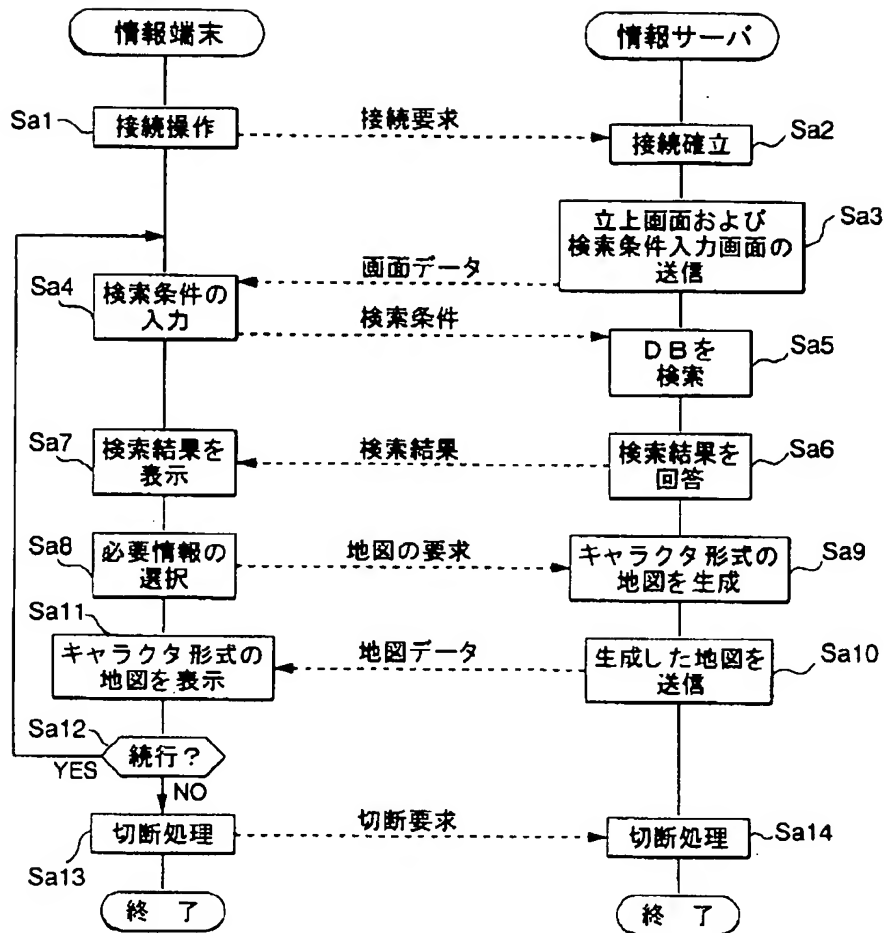 情報端末
情報サーバ
Sa1
接続操作
接続要求
接続確立
Sa2
立上画面および
検索条件入力画面の
送信
Sa3
画面データ
Sa4
検索条件の
入力
検索条件
DBを
検索
Sa5
Sa7
検索結果を
表示
検索結果
検索結果を
回答
Sa6
Sa8
必要情報の
選択
地図の要求
キャラクタ形式の
地図を生成
Sa9
Sa11
キャラクタ形式の
地図を表示
地図データ
生成した地図を
送信
Sa10
Sa12
続行?
YES
NO
切断処理
Sa13
切断要求
切断処理
Sa14
終 了
終 了